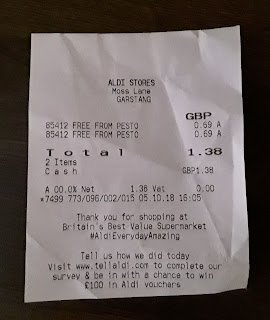 ALDI STORES
Moss Lane
GARSTANG
GBP
85412 FREE FROM PESTO 0.69 A
85412 FREE FROM PESTO 0.69 A
Total 1.38
2 Items
Cash GBP1.38
A 00.0% Net 1.38 Vat 0.00
*7499 773/096/002/015 05.10.18 16:05
Thank you for shopping at
Britain's Best Value Supermarket
#AldiEverydayAmazing
Tell us how we did today
Visit www.tellaldi.com to complete our
survey & be in with a chance to win
£100 in Aldi vouchers